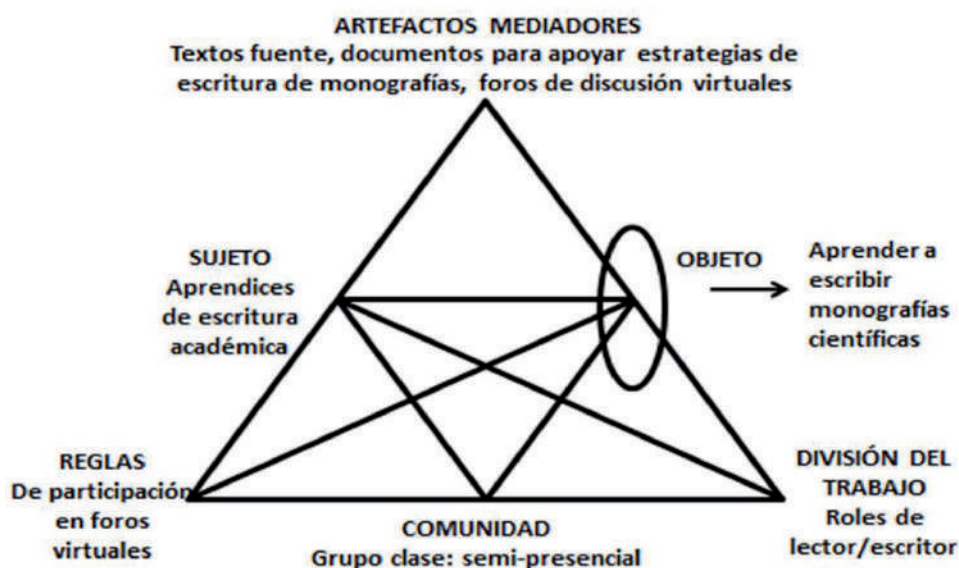 ARTEFACTOS MEDIADORES
Textos fuente, documentos para apoyar estrategias de
escritura de monografías, foros de discusión virtuales
SUJETO
Aprendices
de escritura
académica
OBJETO
Aprender a
escribir
monografías
científicas
REGLAS
De participación
en foros
virtuales
COMUNIDAD
Grupo clase: semi-presencial
DIVISIÓN DEL
TRABAJO
Roles de
lector/escritor